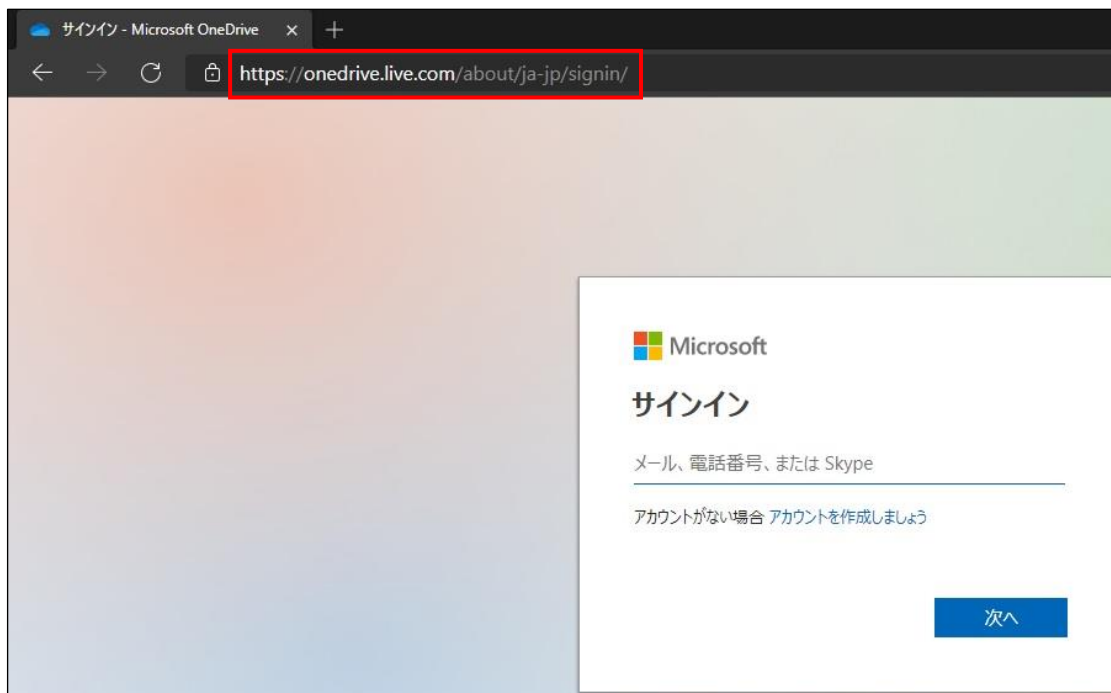 サインイン - Microsoft OneDrive
https://onedrive.live.com/about/ja-jp/signin/
Microsoft
サインイン
メール、電話番号、または Skype
アカウントがない場合 アカウントを作成しましょう
次へ